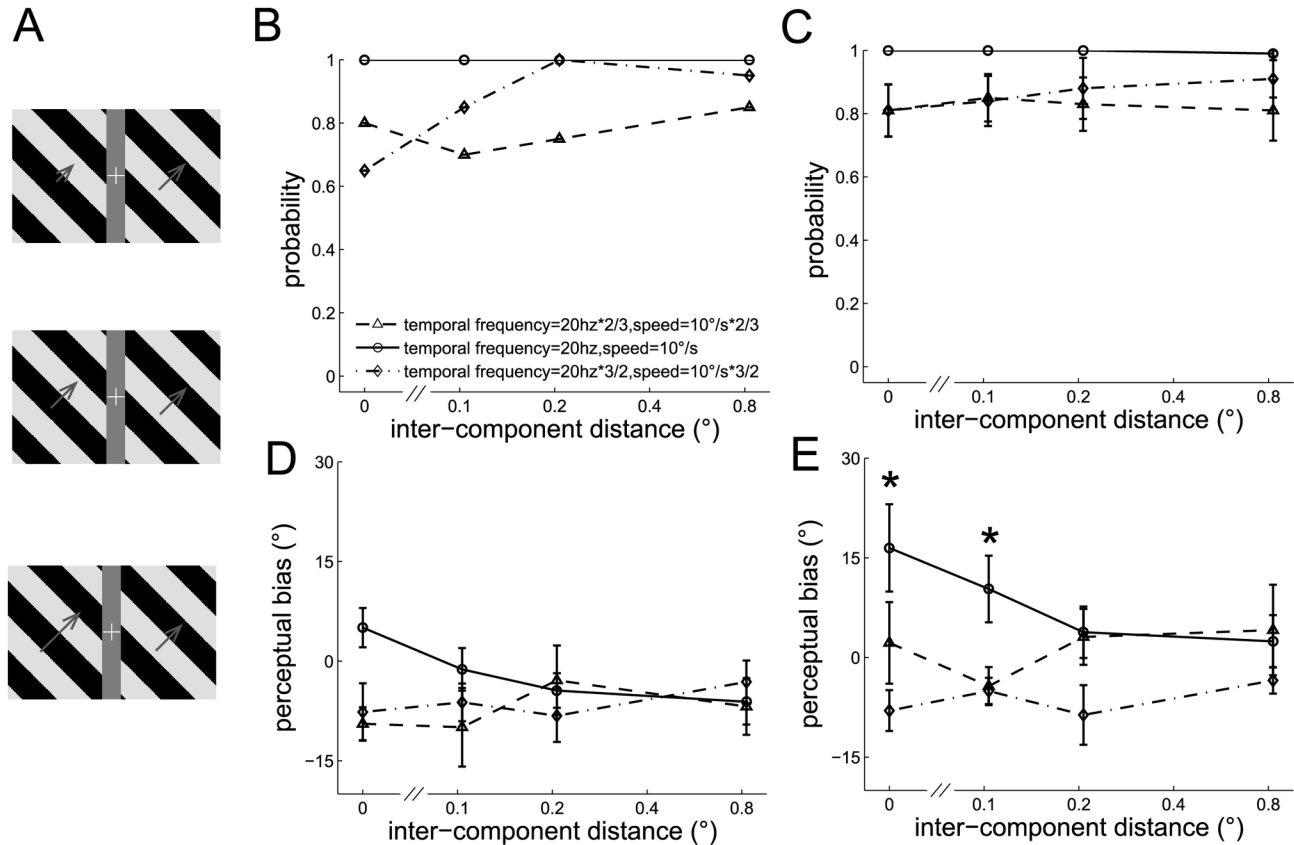 A
B
C
probability
1
0.8
0.6
0.4
0.2
0
temporal frequency=20hz*2/3,speed=10°/s*2/3
temporal frequency=20hz,speed=10°/s
temporal frequency=20hz*3/2,speed=10°/s*3/2
0 // 0.1 0.2 0.4 0.8
inter−component distance (°)
probability
1
0.8
0.6
0.4
0.2
0
0 // 0.1 0.2 0.4 0.8
inter−component distance (°)
D
perceptual bias (°)
30
15
0
−15
0 // 0.1 0.2 0.4 0.8
inter−component distance (°)
E
perceptual bias (°)
30
15
0
−15
* *
0 // 0.1 0.2 0.4 0.8
inter−component distance (°)